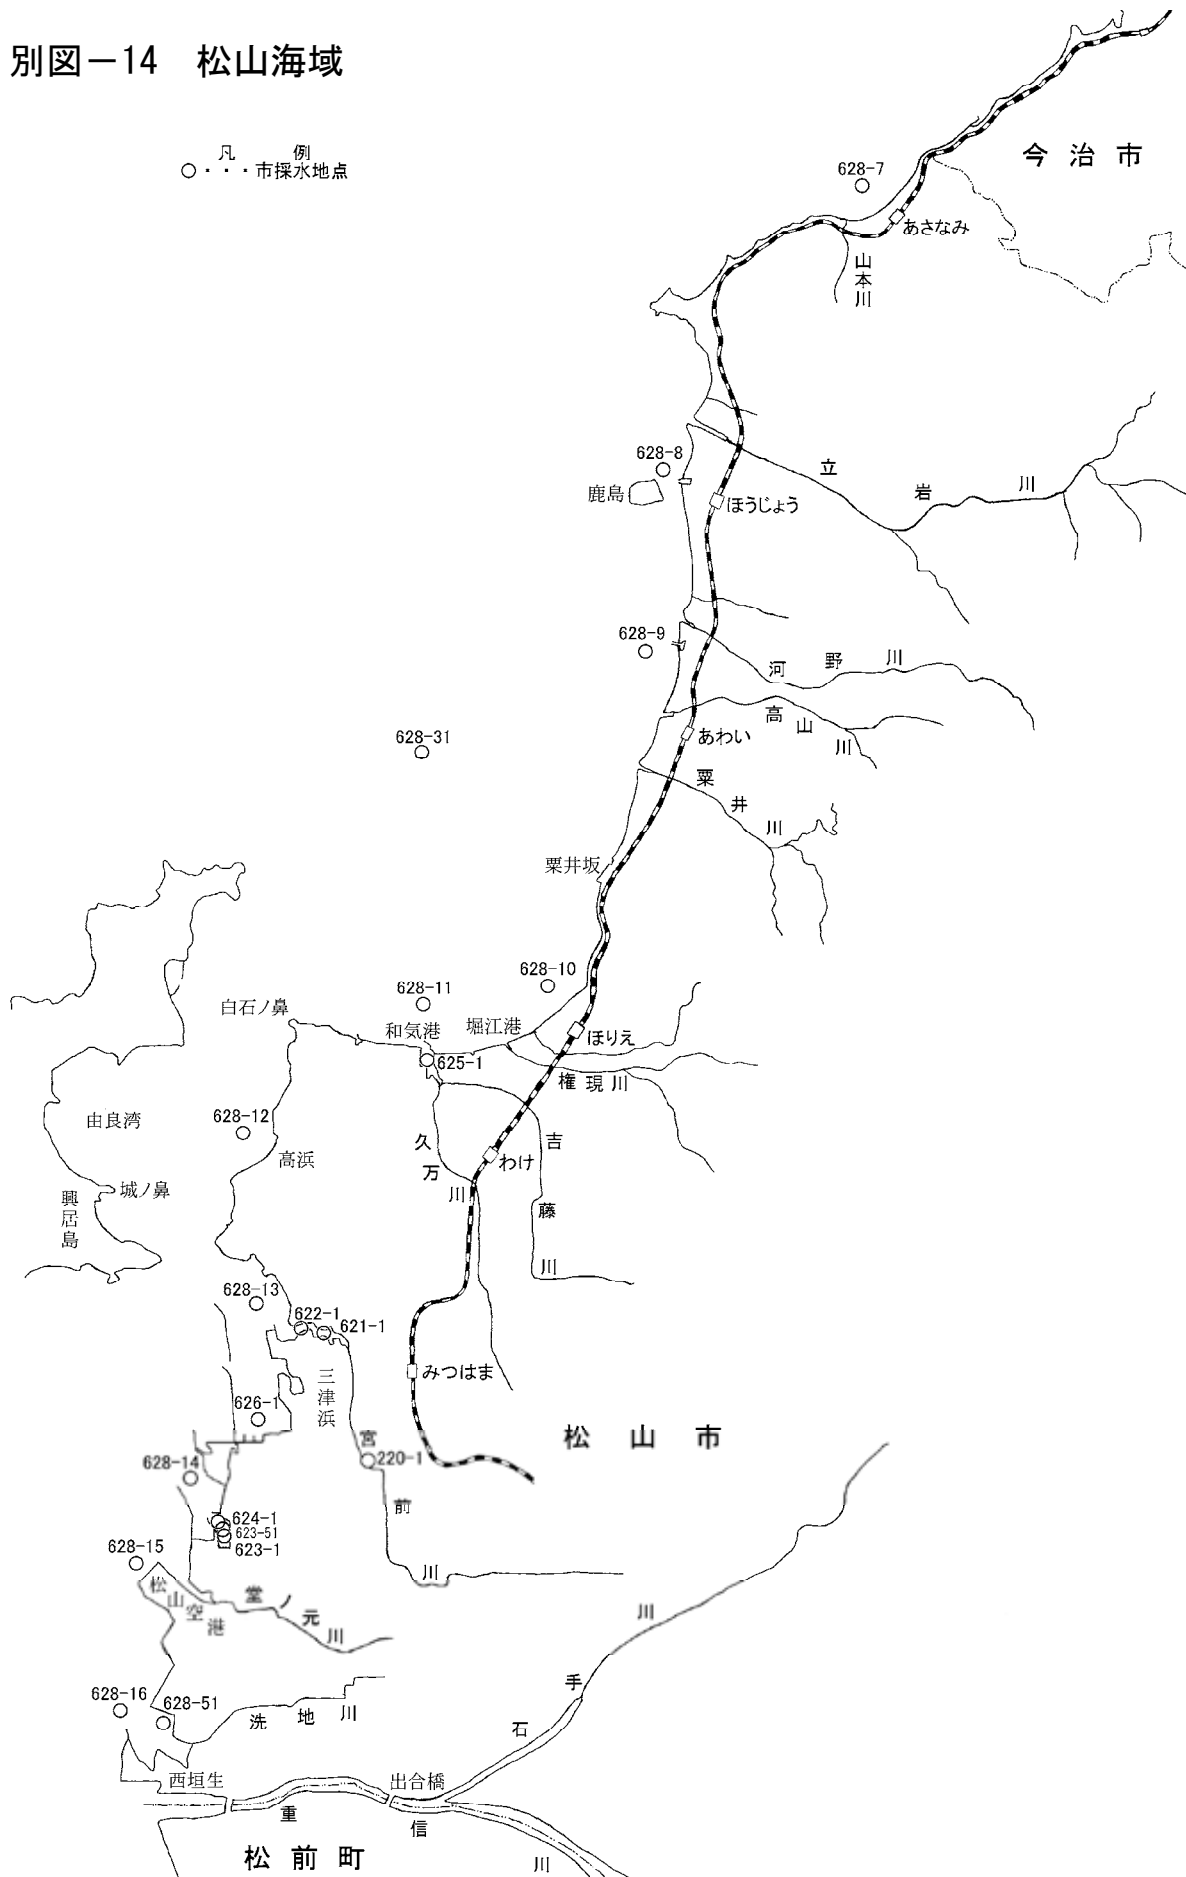 別図－14　松山海域
凡　例
○・・・市採水地点
今治市
628-7
あさなみ
山本川
628-8
鹿島
ほうじょう
立岩川
628-9
河野川
高山川
あわい
628-31
粟井川
粟井坂
628-10
628-11
白石ノ鼻
和気港
堀江港
ほりえ
625-1
権現川
由良湾
628-12
高浜
久万川
わけ
吉藤川
城ノ鼻
興居島
628-13
622-1
621-1
みつはま
三津浜
626-1
松山市
宮前川
220-1
628-14
624-1
623-51
623-1
628-15
松山空港
堂ノ元川
石手川
628-16
628-51
洗地川
西垣生
出合橋
重信川
松前町